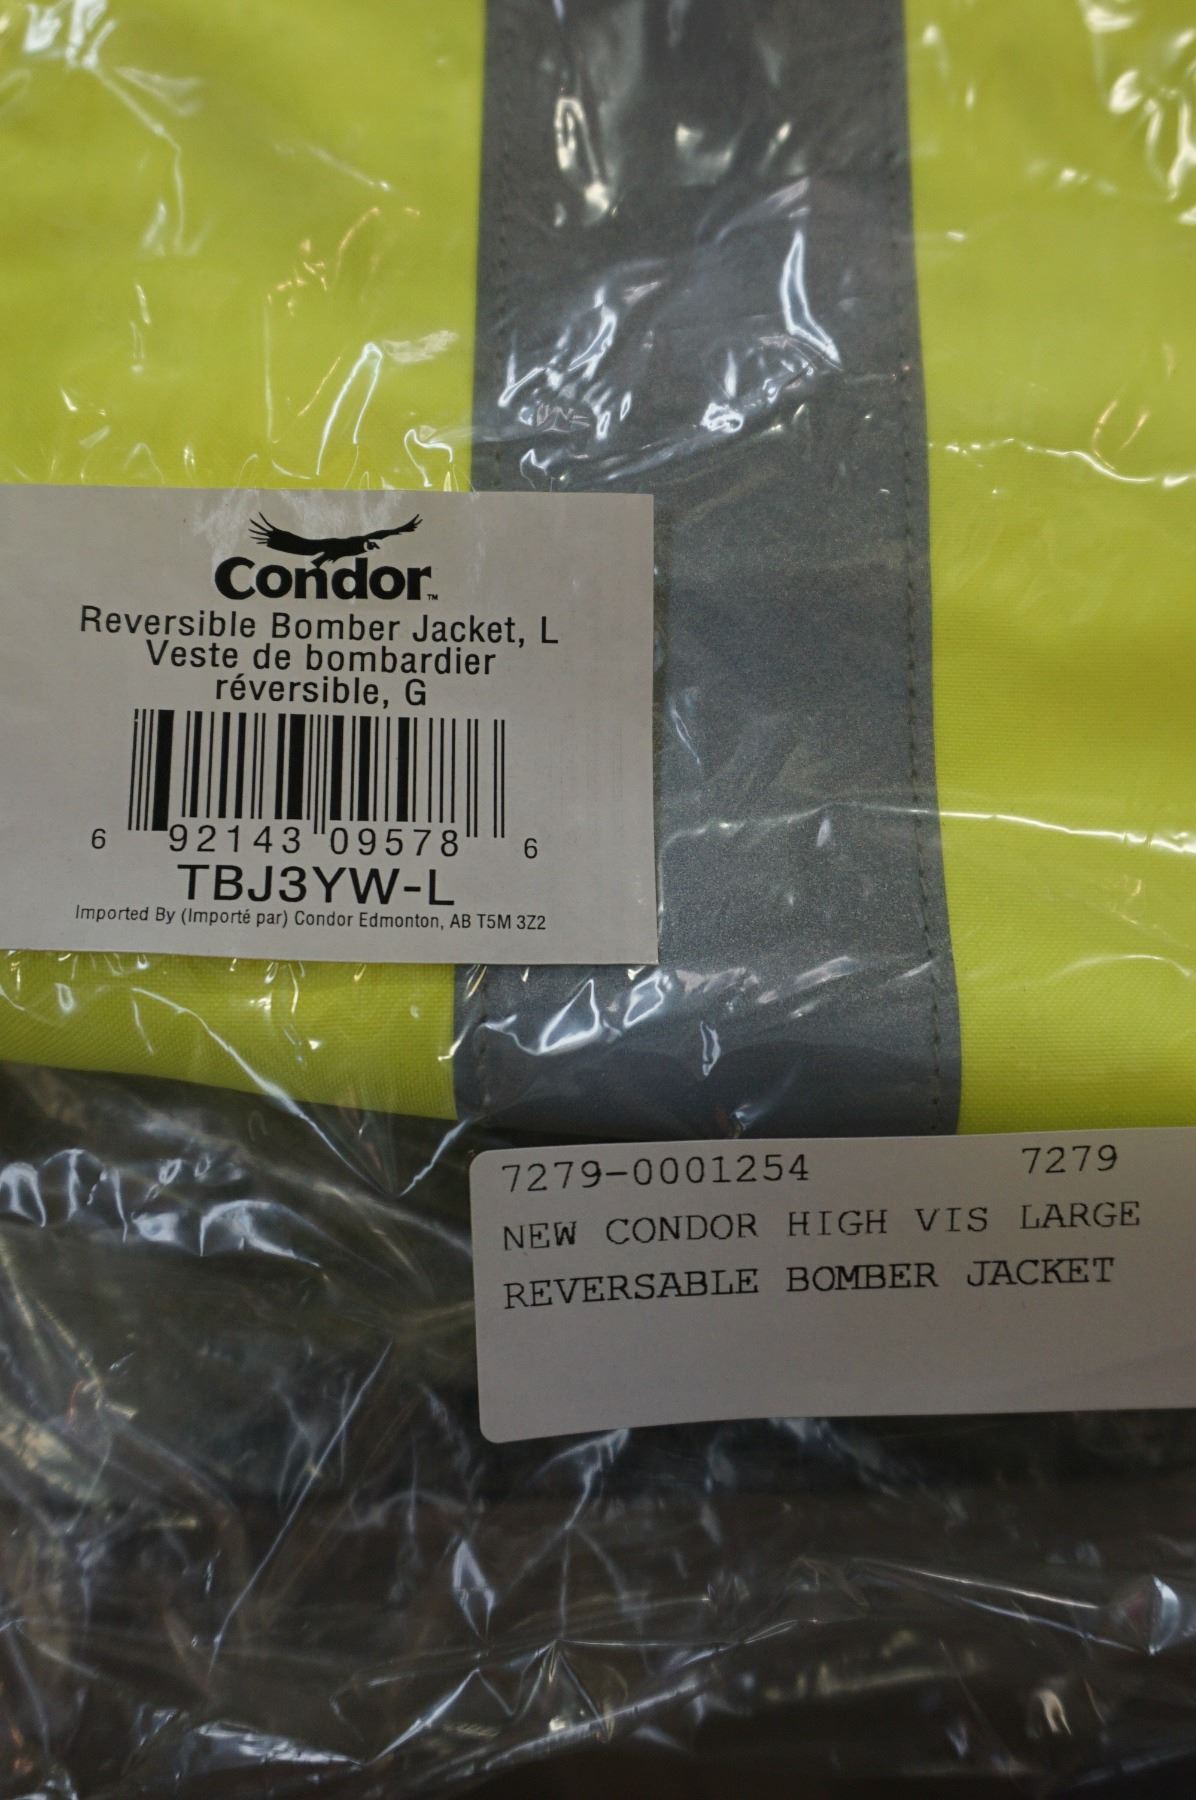 Condor™
Reversible Bomber Jacket, L
Veste de bombardier
réversible, G
6 92143 09578 6
TBJ3YW-L
Imported By (Importé par) Condor Edmonton, AB T5M 3Z2
7279-0001254 7279
NEW CONDOR HIGH VIS LARGE
REVERSABLE BOMBER JACKET